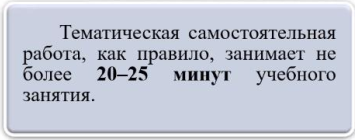 Тематическая самостоятельная
работа, как правило, занимает не
более 20–25 минут учебного
занятия.